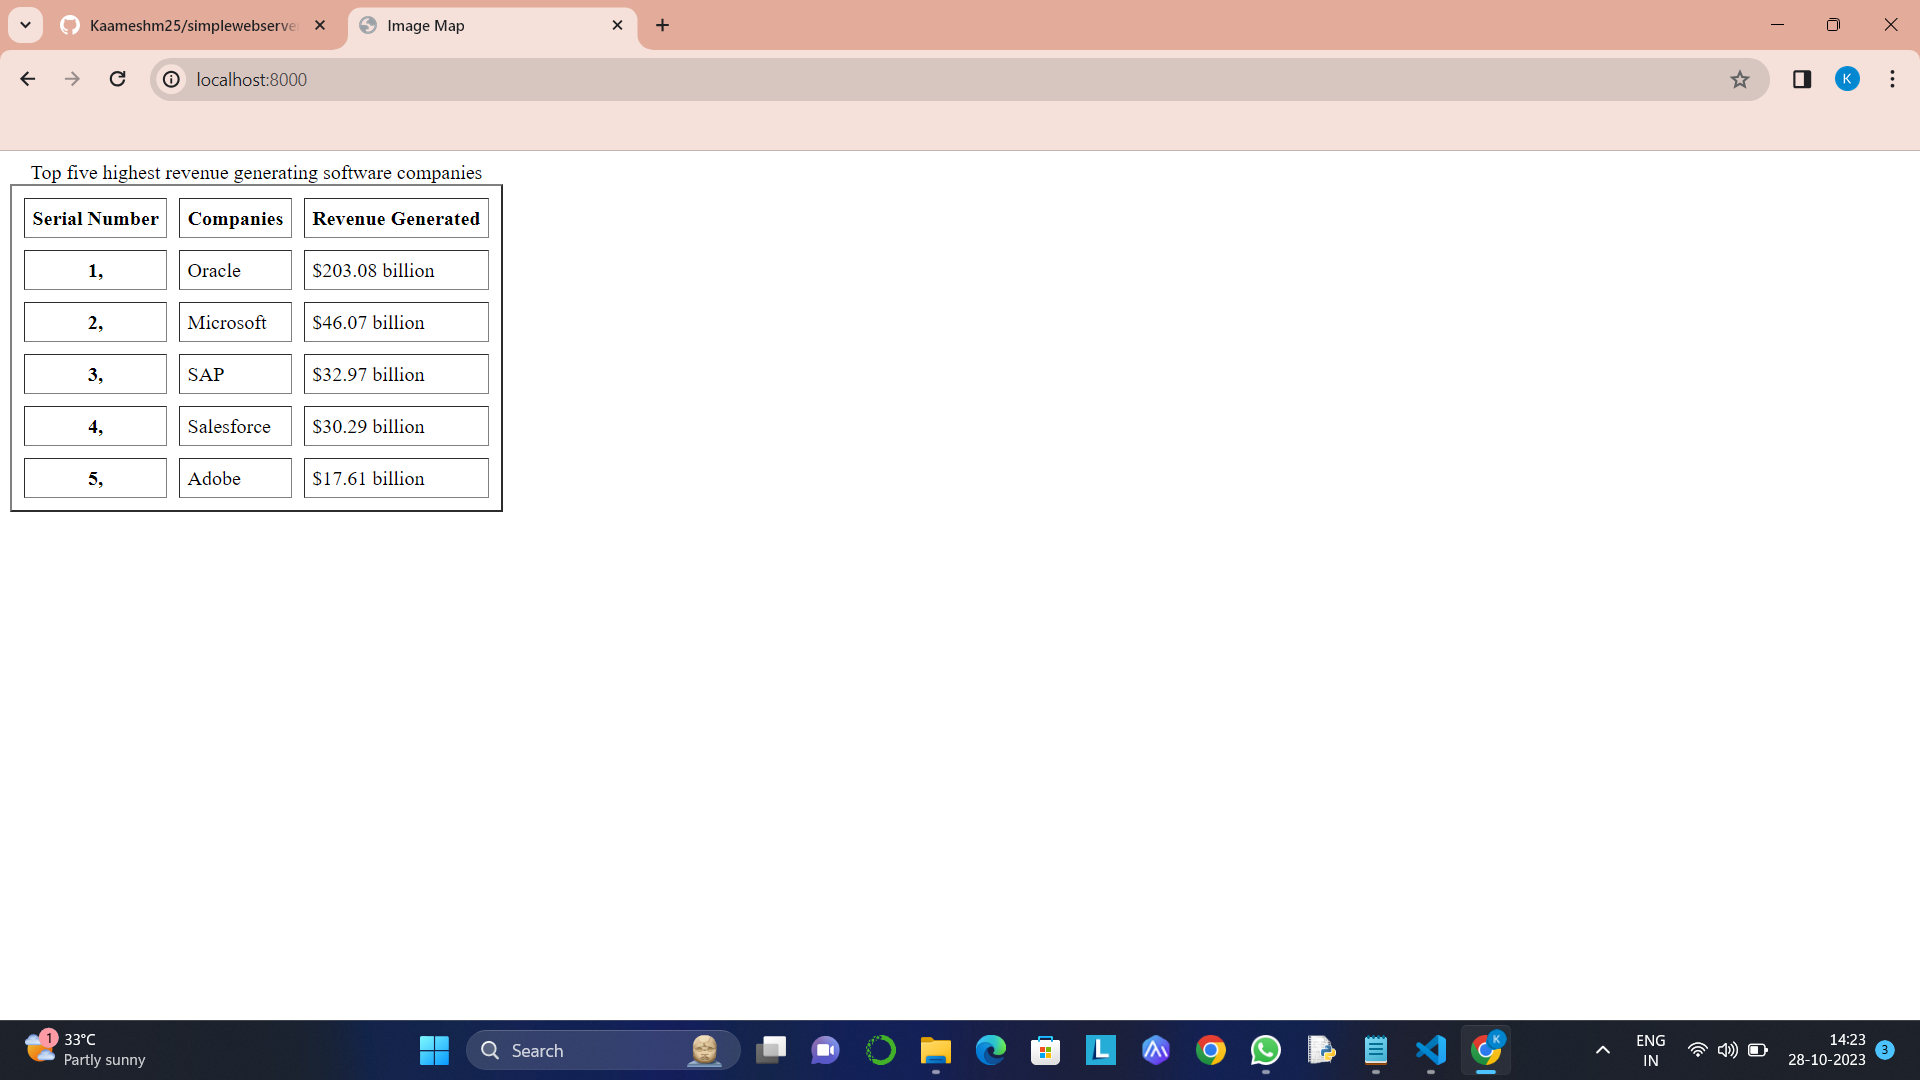 Kaameshm25/simplewebserve
Image Map
localhost:8000
K
Top five highest revenue generating software companies
Serial Number Companies Revenue Generated
1, Oracle $203.08 billion
2, Microsoft $46.07 billion
3, SAP $32.97 billion
4, Salesforce $30.29 billion
5, Adobe $17.61 billion
1
33°C
Partly sunny
Search
L
K
ENG
IN
14:23
28-10-2023
3